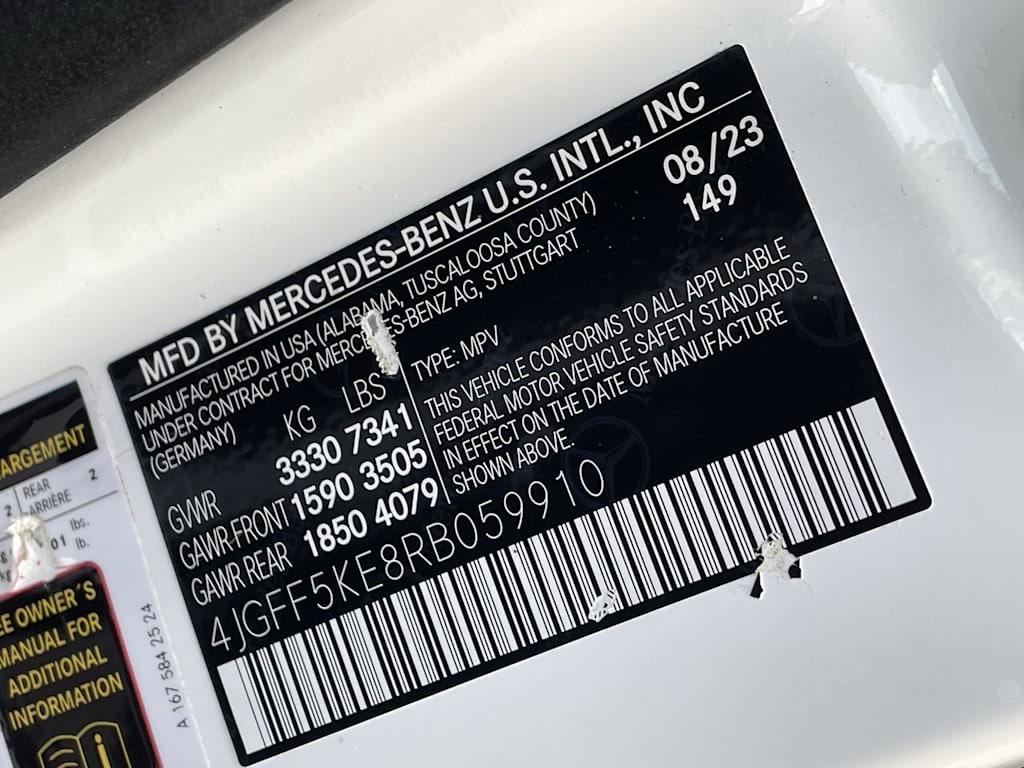 MFD BY MERCEDES-BENZ U.S. INTL., INC
MANUFACTURED IN USA (ALABAMA, TUSCALOOSA COUNTY)
UNDER CONTRACT FOR MERCEDES-BENZ AG, STUTTGART
(GERMANY)
08/23
149
KG LBS
GVWR 3330 7341
GAWR-FRONT 1590 3505
GAWR REAR 1850 4079
TYPE: MPV
THIS VEHICLE CONFORMS TO ALL APPLICABLE
FEDERAL MOTOR VEHICLE SAFETY STANDARDS
IN EFFECT ON THE DATE OF MANUFACTURE
SHOWN ABOVE.
4JGFF5KE8RB059910
2 REAR 2
ARRIÈRE
lbs.
lb.
OWNER´S
MANUAL FOR
ADDITIONAL
INFORMATION
i
A 167 584 25 24